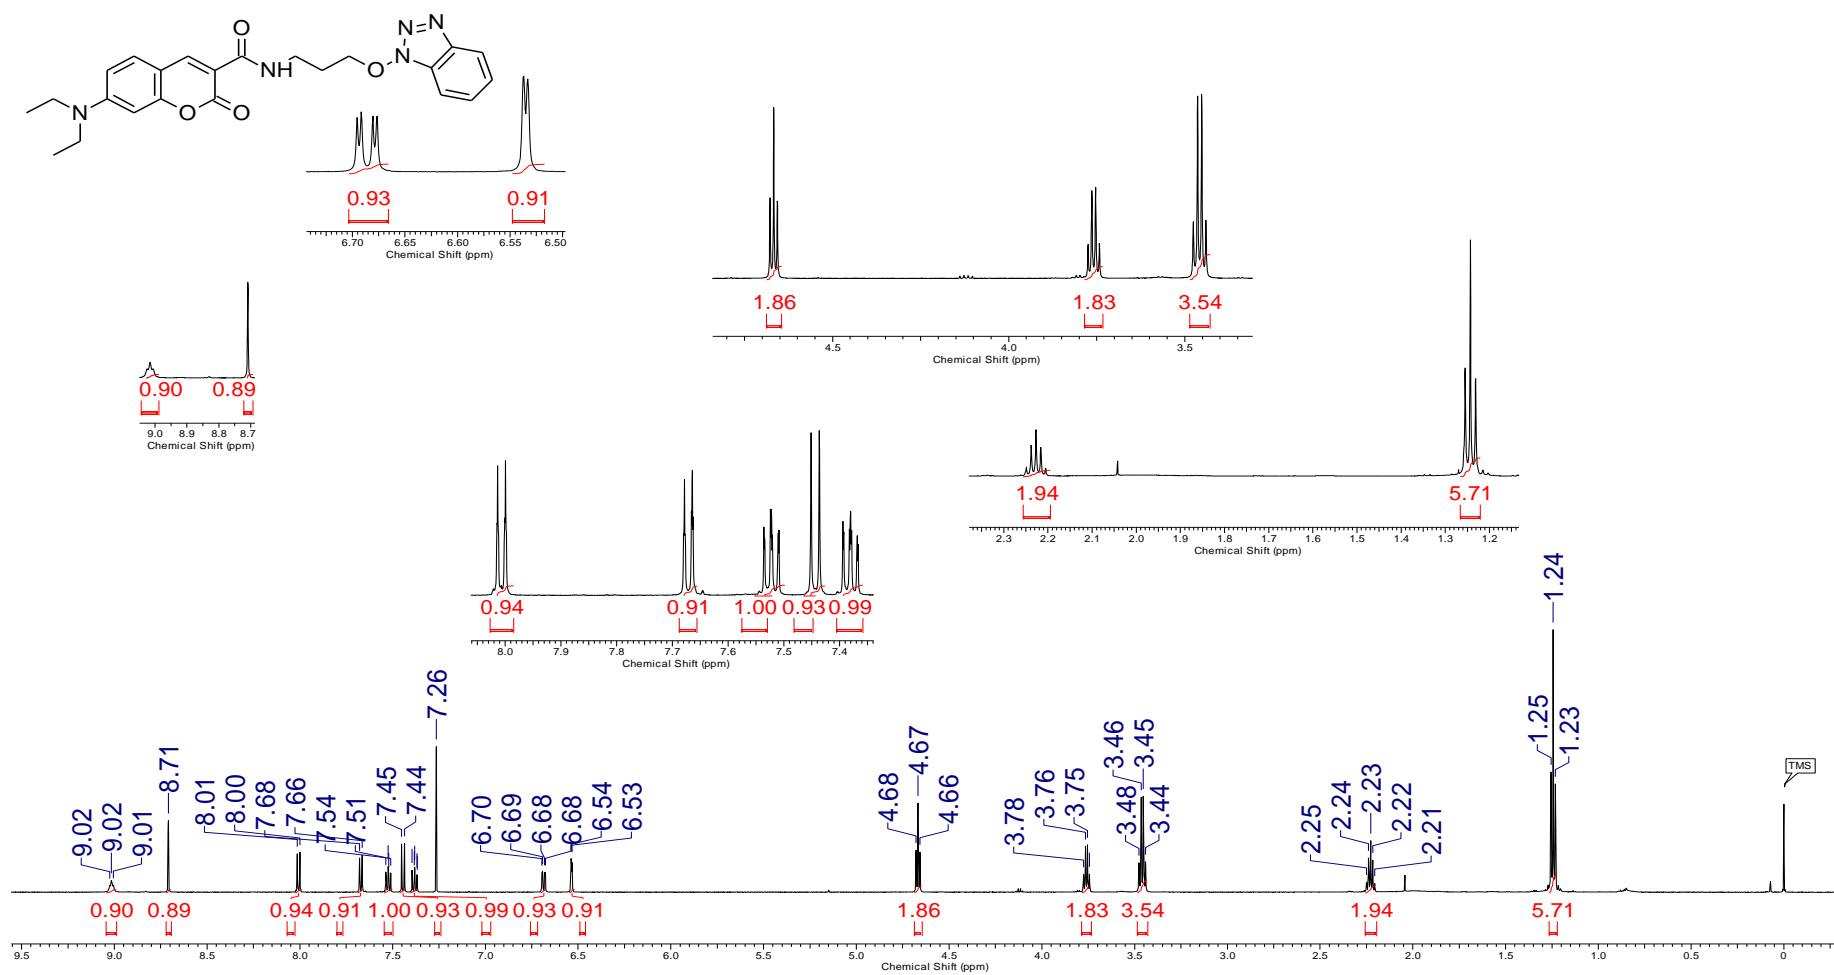 O
N=N
N
NH
O
N
O
O
6.70 6.65 6.60 6.55 6.50
Chemical Shift (ppm)
0.93 0.91
4.5 4.0 3.5
Chemical Shift (ppm)
1.86 1.83 3.54
9.0 8.9 8.8 8.7
Chemical Shift (ppm)
0.90 0.89
2.3 2.2 2.1 2.0 1.9 1.8 1.7 1.6 1.5 1.4 1.3 1.2
Chemical Shift (ppm)
1.94 5.71
8.0 7.9 7.8 7.7 7.6 7.5 7.4
Chemical Shift (ppm)
0.94 0.91 1.00 0.93 0.99
9.02 9.02 9.01 8.71 8.01 8.00 7.68 7.66 7.54 7.51 7.45 7.44 7.26 6.70 6.69 6.68 6.68 6.54 6.53 4.68 4.67 4.66 3.78 3.76 3.75 3.48 3.46 3.45 3.44 2.25 2.24 2.23 2.22 2.21 1.25 1.24 1.23
TMS
0.90 0.89 0.94 0.91 1.00 0.93 0.99 0.93 0.91 1.86 1.83 3.54 1.94 5.71
9.5 9.0 8.5 8.0 7.5 7.0 6.5 6.0 5.5 5.0 4.5 4.0 3.5 3.0 2.5 2.0 1.5 1.0 0.5 0
Chemical Shift (ppm)